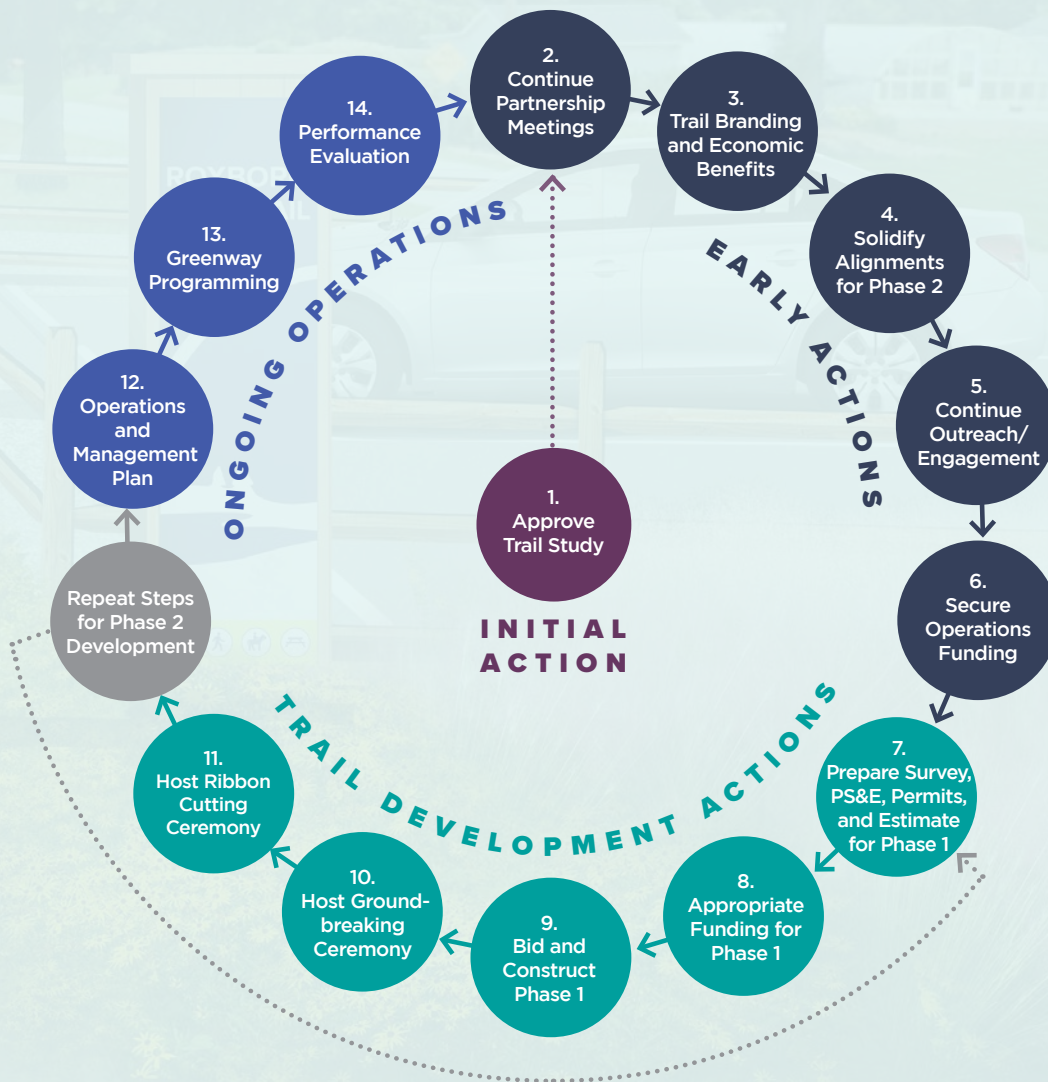 1.
Approve
Trail Study
INITIAL
ACTION
2.
Continue
Partnership
Meetings
3.
Trail Branding
and Economic
Benefits
4.
Solidify
Alignments
for Phase 2
5.
Continue
Outreach/
Engagement
6.
Secure
Operations
Funding
EARLY ACTIONS
7.
Prepare Survey,
PS&E, Permits,
and Estimate
for Phase 1
8.
Appropriate
Funding for
Phase 1
9.
Bid and
Construct
Phase 1
10.
Host Ground-
breaking
Ceremony
11.
Host Ribbon
Cutting
Ceremony
TRAIL DEVELOPMENT ACTIONS
Repeat Steps
for Phase 2
Development
12.
Operations
and
Management
Plan
13.
Greenway
Programming
14.
Performance
Evaluation
ONGOING OPERATIONS